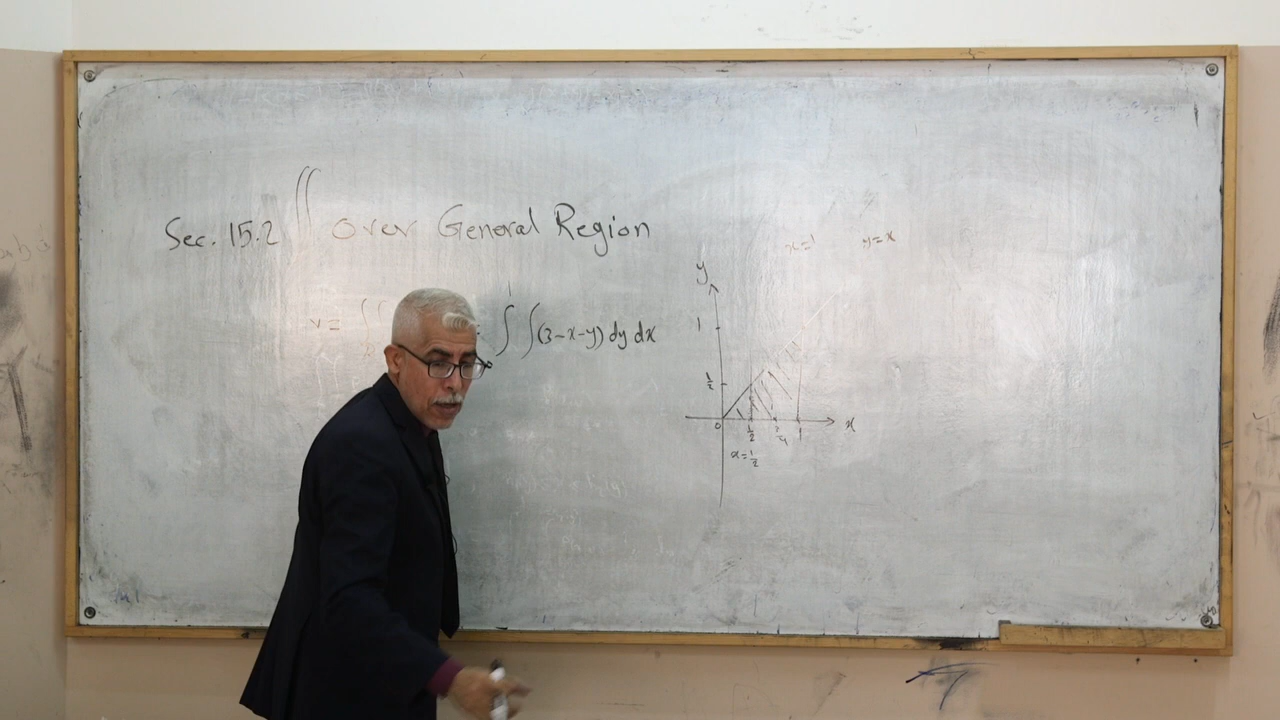 Sec. 15.2 ∬ over General Region
v = ∫ = ∫ ∫(3-x-y) dy dx
1
x=1 y=x
y
1
1/2
0 1/2 1 x
x=1/2